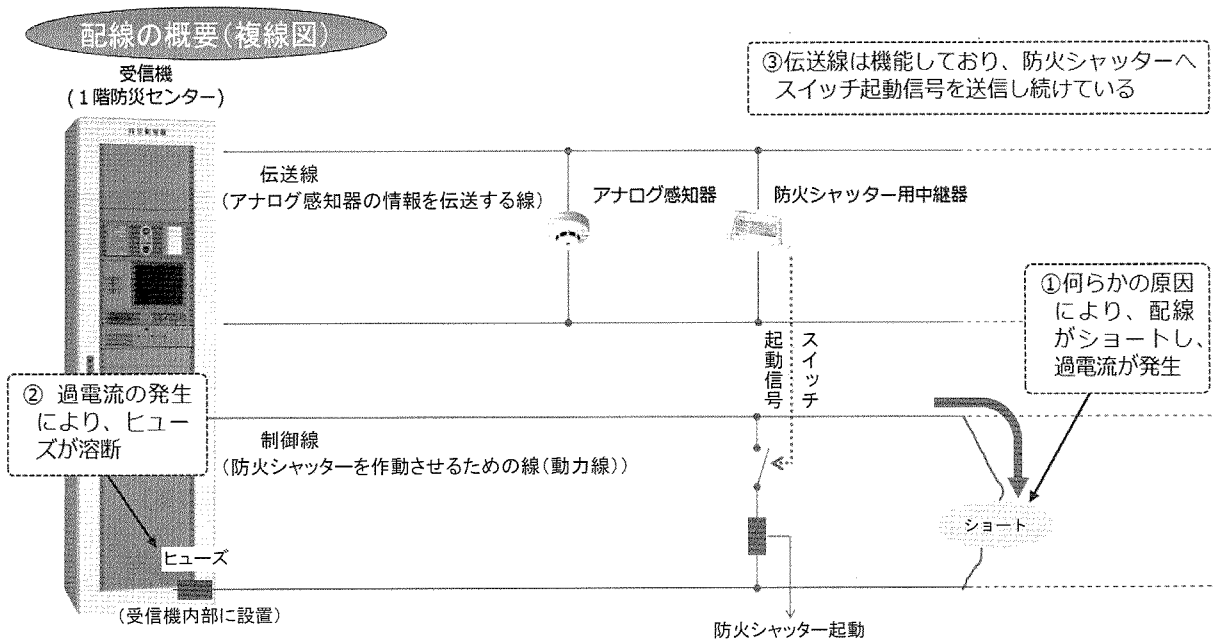 配線の概要(複線図)
受信機
(1階防災センター)
③伝送線は機能しており、防火シャッターへ
スイッチ起動信号を送信し続けている
伝送線
(アナログ感知器の情報を伝送する線)
アナログ感知器
防火シャッター用中継器
①何らかの原因
により、配線
がショートし、
過電流が発生
スイッチ
起動信号
② 過電流の発生
により、ヒュー
ズが溶断
制御線
(防火シャッターを作動させるための線(動力線))
ショート
ヒューズ
(受信機内部に設置)
防火シャッター起動